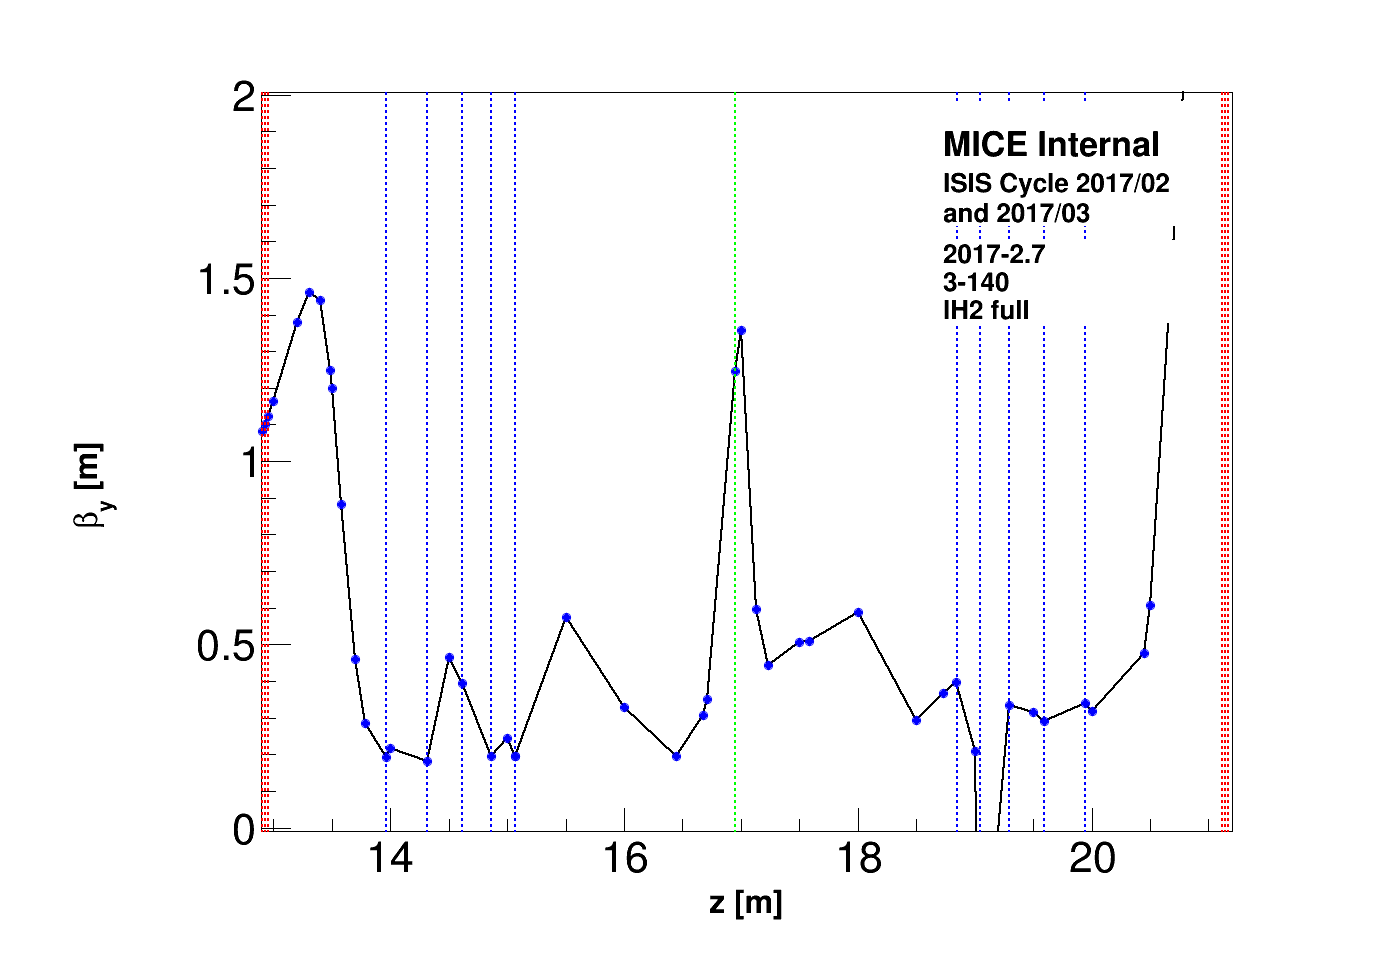 2
1.5
1
0.5
0
β_y [m]
MICE Internal
ISIS Cycle 2017/02
and 2017/03
2017-2.7
3-140
lH2 full
14
16
18
20
z [m]